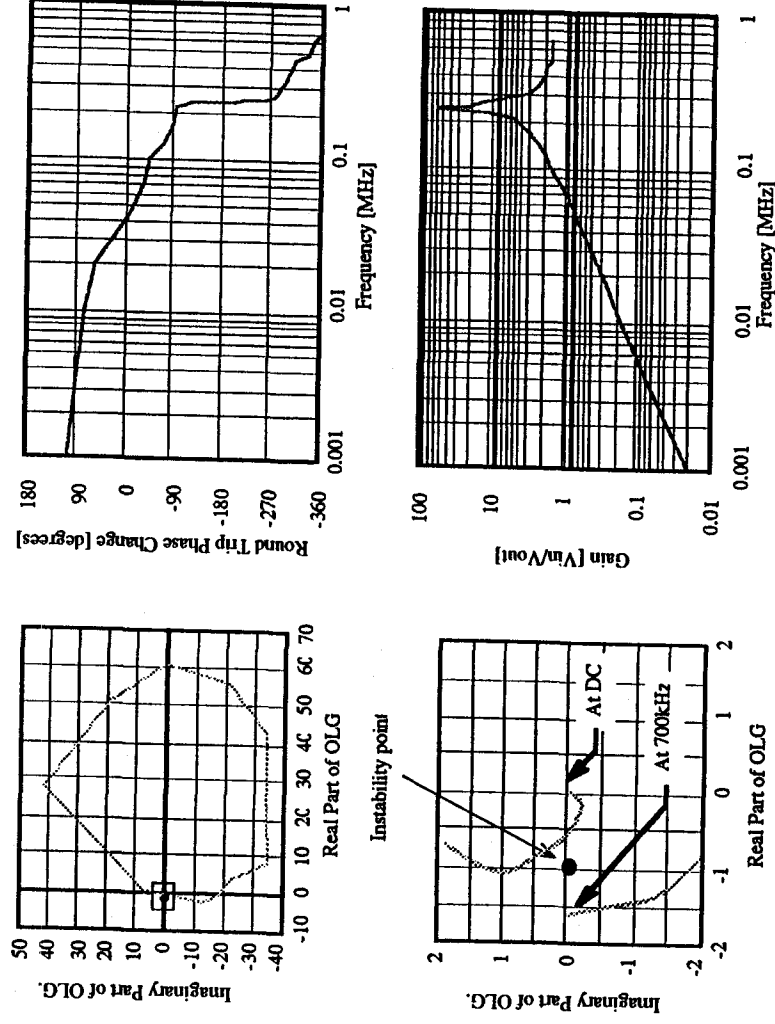 50
40
30
20
10
0
-10
-20
-30
-40
Imaginary Part of OLG.
-10 0 10 2C 30 4C 50 6C 70
Real Part of OLG
180
90
0
-90
-180
-270
-360
Round Trip Phase Change [degrees]
0.001 0.01 0.1 1
Frequency [MHz]
Instability point
2
1
0
-1
-2
Imaginary Part of OLG.
At DC
At 700kHz
-2 -1 0 1 2
Real Part of OLG
100
10
1
0.1
0.01
Gain [Vin/Vout]
0.001 0.01 0.1 1
Frequency [MHz]